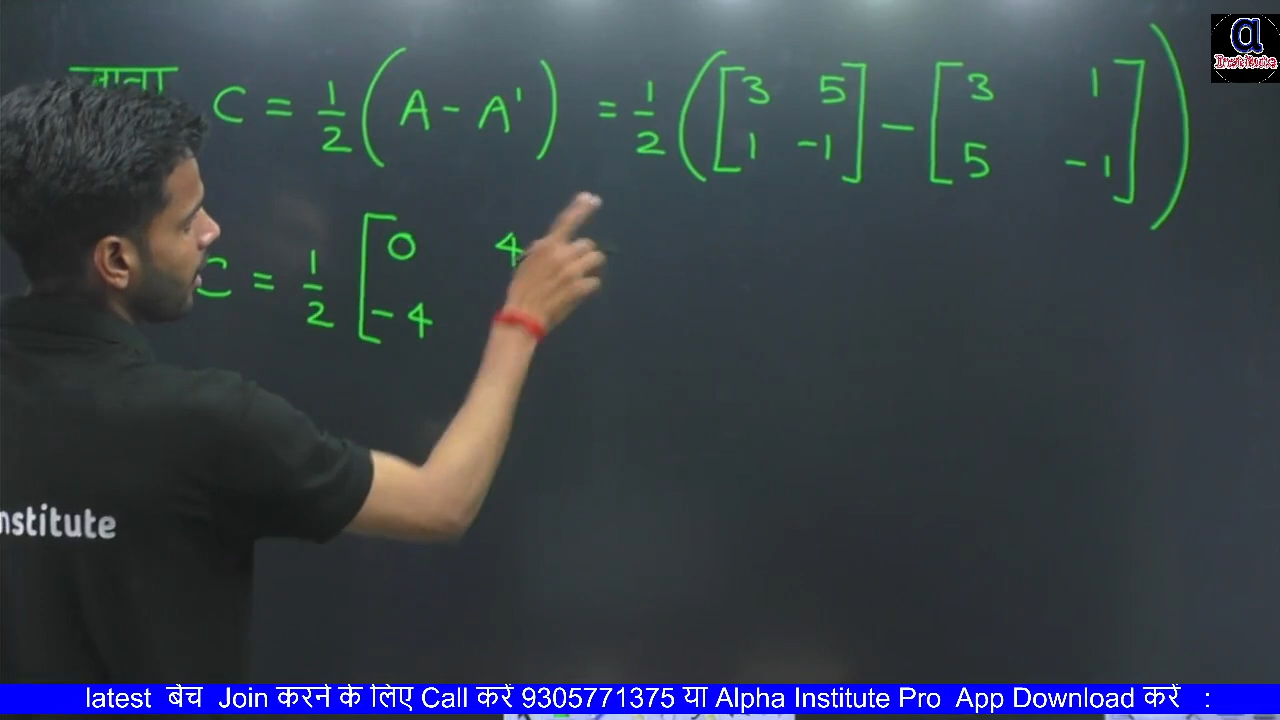 माना C = 1/2 (A - A') = 1/2 ([3 5; 1 -1] - [3 1; 5 -1])
C = 1/2 [0 4; -4
nstitute
α Institute
latest बैच Join करने के लिए Call करें 9305771375 या Alpha Institute Pro App Download करें :